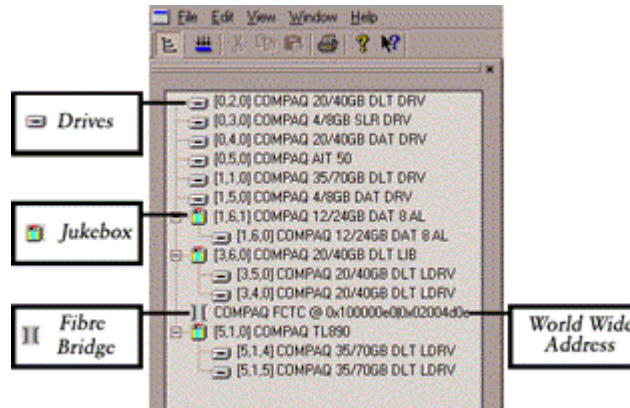 File Edit View Window Help
[0,2,0] COMPAQ 20/40GB DLT DRV
[0,3,0] COMPAQ 4/8GB SLR DRV
[0,4,0] COMPAQ 20/40GB DAT DRV
[0,5,0] COMPAQ AIT 50
[1,1,0] COMPAQ 35/70GB DLT DRV
[1,5,0] COMPAQ 4/8GB DAT DRV
[1,6,1] COMPAQ 12/24GB DAT 8 AL
[1,6,0] COMPAQ 12/24GB DAT 8 AL
[3,6,0] COMPAQ 20/40GB DLT LIB
[3,5,0] COMPAQ 20/40GB DLT LDRV
[3,4,0] COMPAQ 20/40GB DLT LDRV
COMPAQ FCTC @
[5,1,0] COMPAQ TL890
[5,1,4] COMPAQ 35/70GB DLT LDRV
[5,1,5] COMPAQ 35/70GB DLT LDRV
Drives
Jukebox
Fibre
Bridge
World Wide
Address